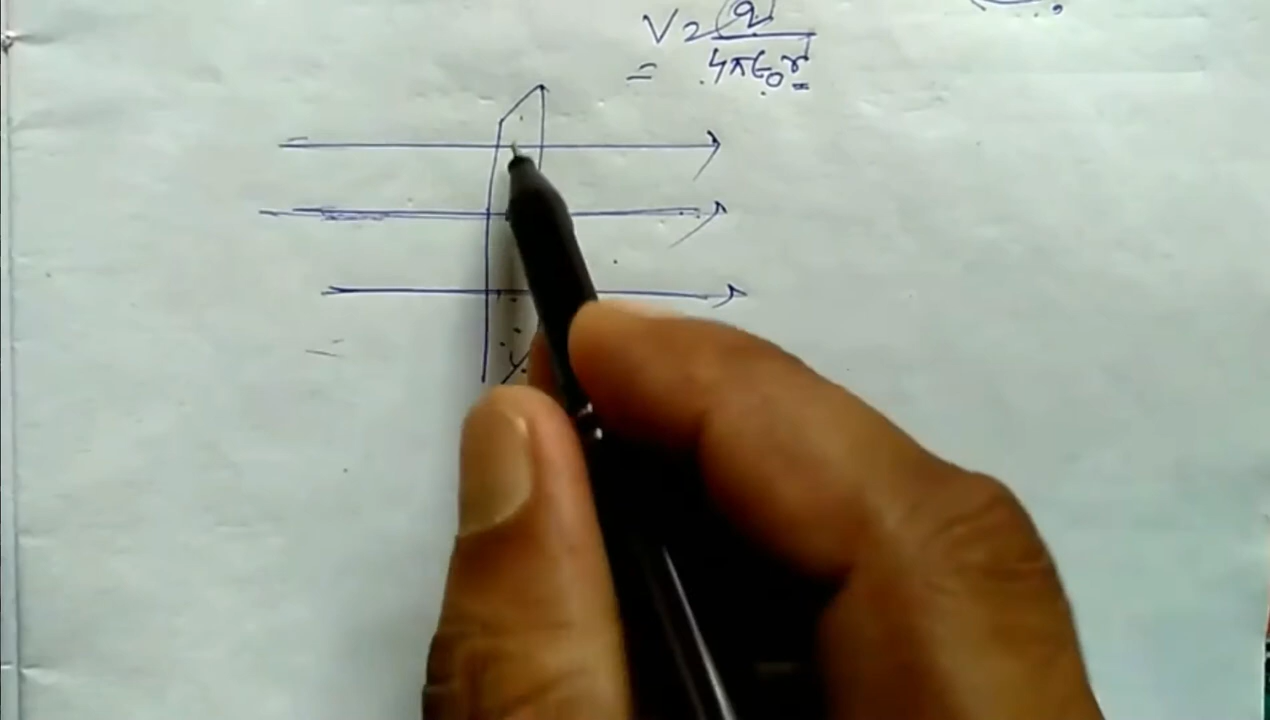 V = q
= 4πε₀r